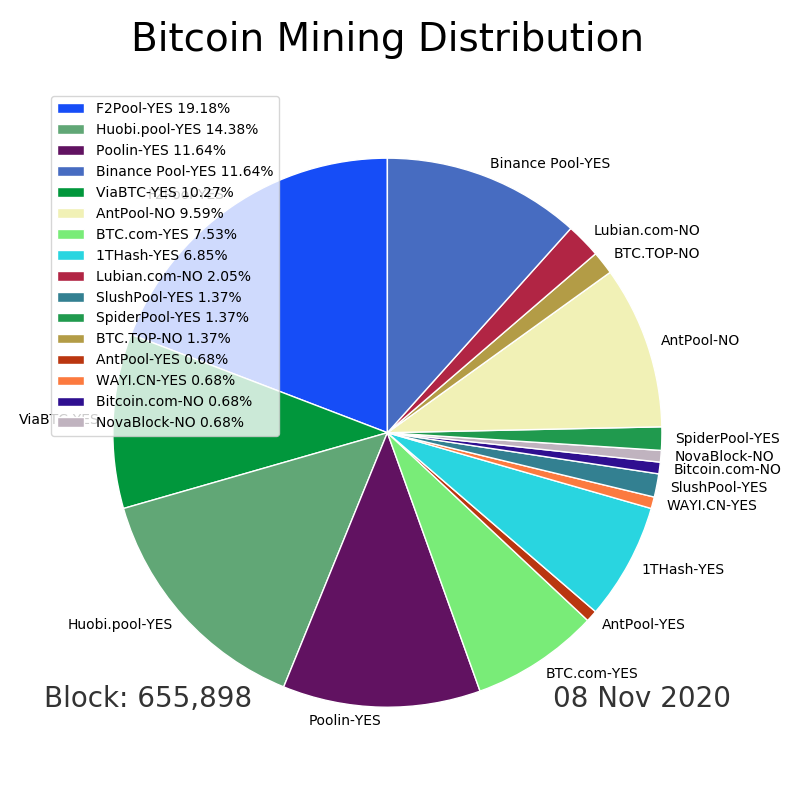 Bitcoin Mining Distribution
F2Pool-YES 19.18%
Huobi.pool-YES 14.38%
Poolin-YES 11.64%
Binance Pool-YES 11.64%
ViaBTC-YES 10.27%
AntPool-NO 9.59%
BTC.com-YES 7.53%
1THash-YES 6.85%
Lubian.com-NO 2.05%
SlushPool-YES 1.37%
SpiderPool-YES 1.37%
BTC.TOP-NO 1.37%
AntPool-YES 0.68%
WAYI.CN-YES 0.68%
Bitcoin.com-NO 0.68%
NovaBlock-NO 0.68%
Binance Pool-YES
Lubian.com-NO
BTC.TOP-NO
AntPool-NO
SpiderPool-YES
NovaBlock-NO
Bitcoin.com-NO
SlushPool-YES
WAYI.CN-YES
1THash-YES
AntPool-YES
BTC.com-YES
Poolin-YES
Huobi.pool-YES
ViaBTC-YES
F2Pool-YES
Block: 655,898
08 Nov 2020